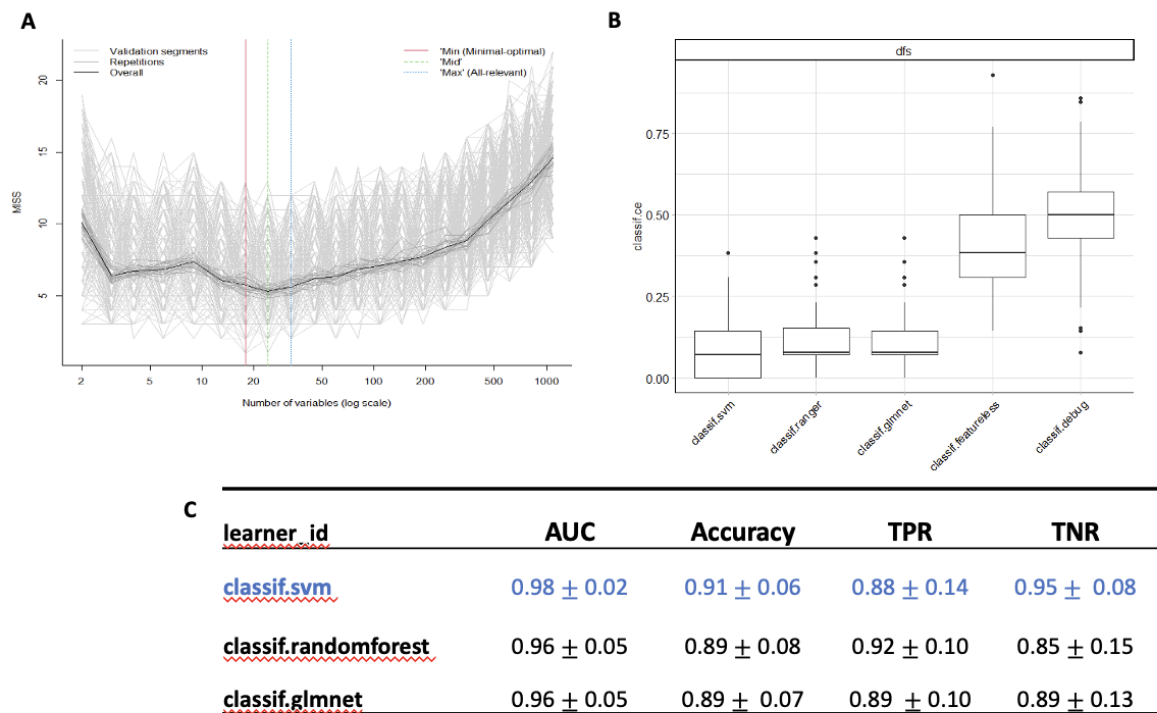 A
Validation segments
Repetitions
Overall
'Min (Minimal-optimal)
'Mid'
'Max' (All-relevant)
MISS
20
15
10
5
2 5 10 20 50 100 200 500 1000
Number of variables (log scale)
B
dfs
classif.ce
0.75
0.50
0.25
0.00
classif.svm
classif.ranger
classif.glmnet
classif.featureless
classif.debug
C
learner_id AUC Accuracy TPR TNR
classif.svm 0.98 ± 0.02 0.91 ± 0.06 0.88 ± 0.14 0.95 ± 0.08
classif.randomforest 0.96 ± 0.05 0.89 ± 0.08 0.92 ± 0.10 0.85 ± 0.15
classif.glmnet 0.96 ± 0.05 0.89 ± 0.07 0.89 ± 0.10 0.89 ± 0.13